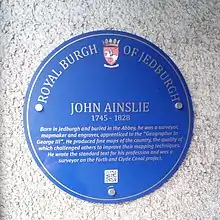 ROYAL BURGH OF JEDBURGH
JOHN AINSLIE
1745 - 1828
Born in Jedburgh and buried in the Abbey, he was a surveyor,
mapmaker and engraver, apprenticed to the "Geographer to
George III". He produced fine maps of the country, the quality of
which challenged others to improve their mapping techniques.
He wrote the standard text for his profession and was a
surveyor on the Forth and Clyde Canal project.